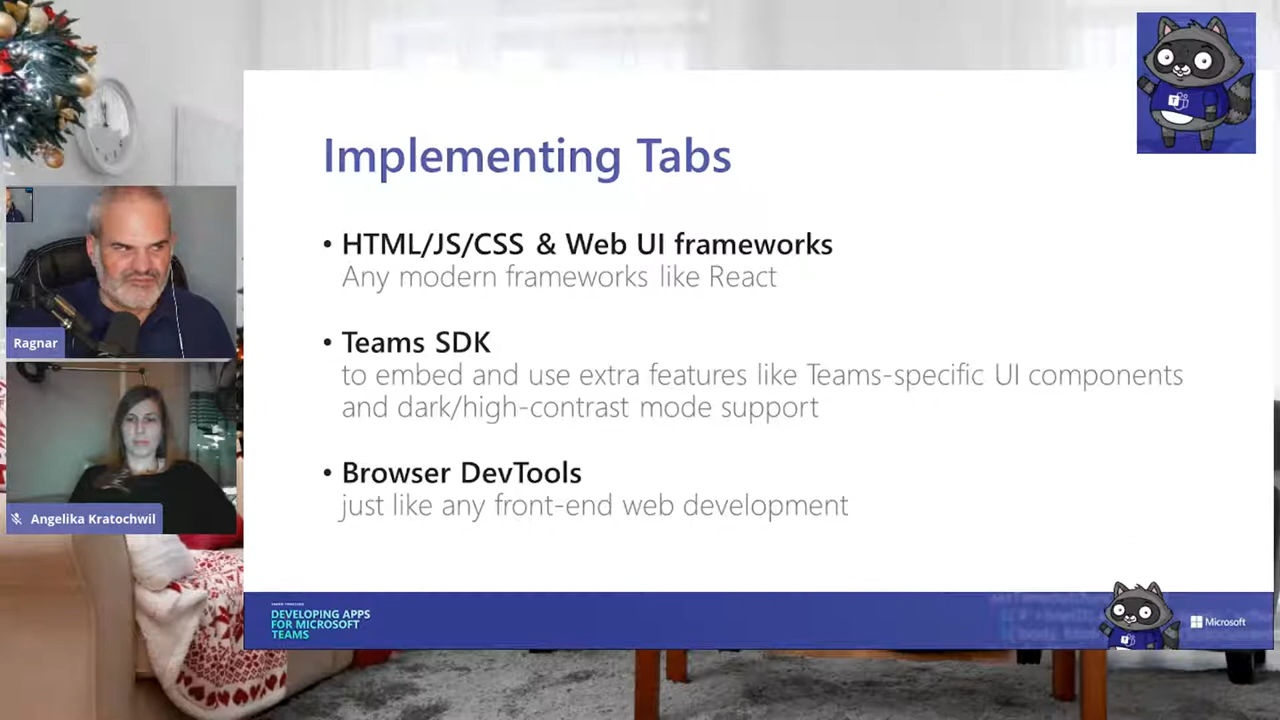 Implementing Tabs
• HTML/JS/CSS & Web UI frameworks
Any modern frameworks like React
• Teams SDK
to embed and use extra features like Teams-specific UI components
and dark/high-contrast mode support
• Browser DevTools
just like any front-end web development
Ragnar
Angelika Kratochwil
DEVELOPING APPS
FOR MICROSOFT
TEAMS
Microsoft